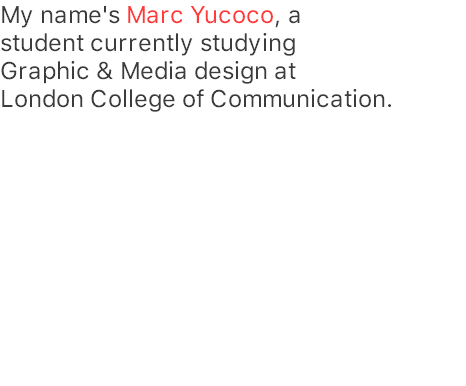 My name's Marc Yucoco, a
student currently studying
Graphic & Media design at
London College of Communication.